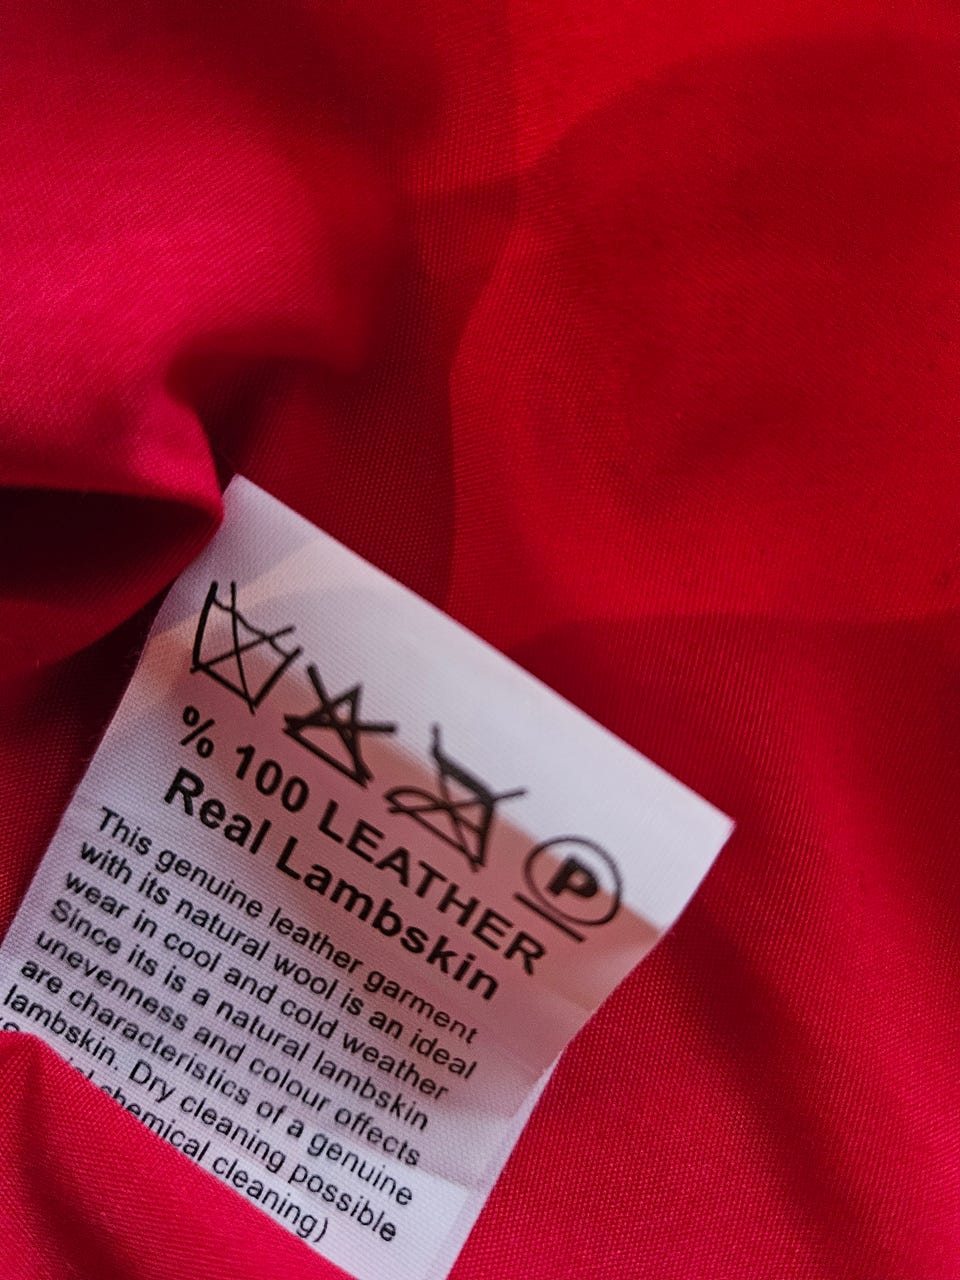 P
% 100 LEATHER
Real Lambskin
This genuine leather garment
with its natural wool is an ideal
wear in cool and cold weather
Since its is a natural lambskin
unevenness and colour offects
are characteristics of a genuine
lambskin. Dry cleaning possible
chemical cleaning)